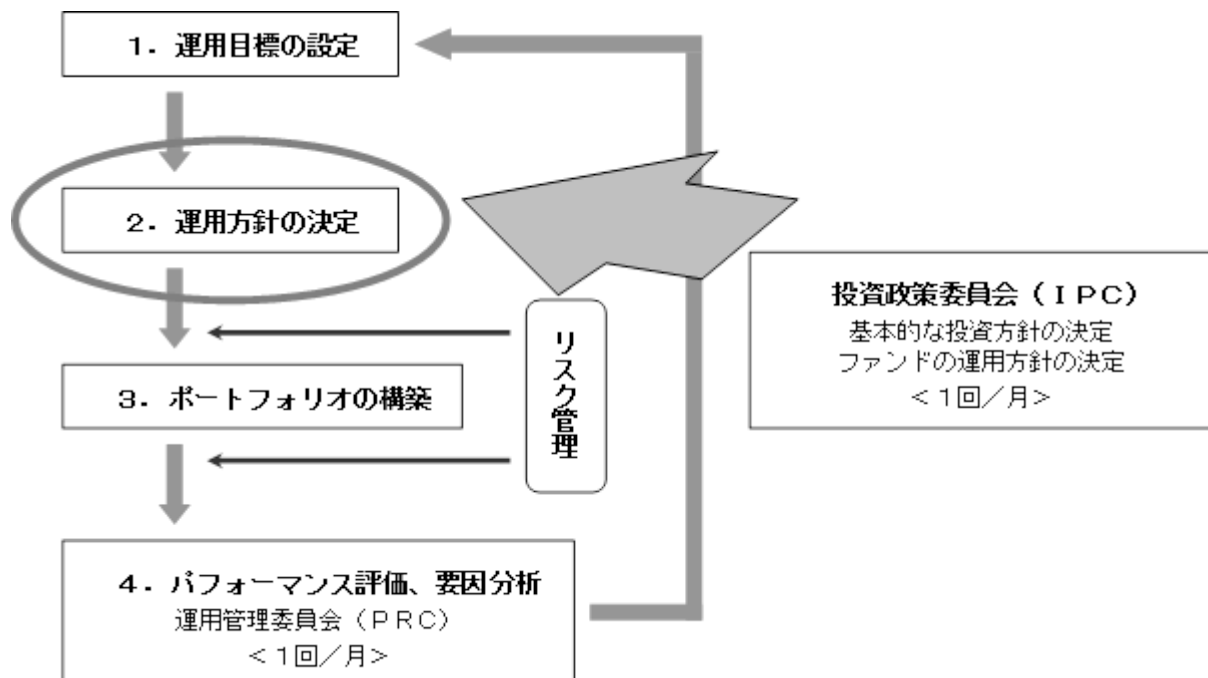 １．運用目標の設定
２．運用方針の決定
投資政策委員会（ＩＰＣ）
基本的な投資方針の決定
ファンドの運用方針の決定
＜１回／月＞
リスク管理
３．ポートフォリオの構築
４．パフォーマンス評価、要因分析
運用管理委員会（ＰＲＣ）
＜１回／月＞